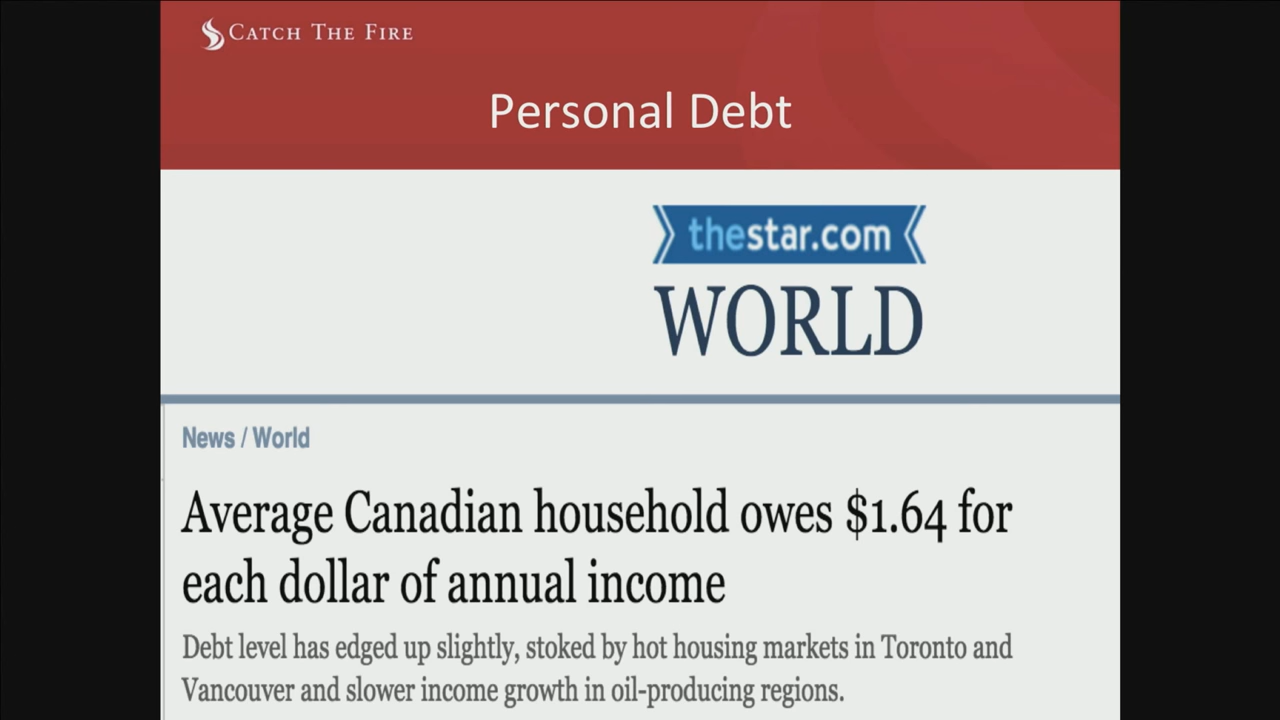 CATCH THE FIRE
Personal Debt
thestar.com
WORLD
News / World
Average Canadian household owes $1.64 for
each dollar of annual income
Debt level has edged up slightly, stoked by hot housing markets in Toronto and
Vancouver and slower income growth in oil-producing regions.